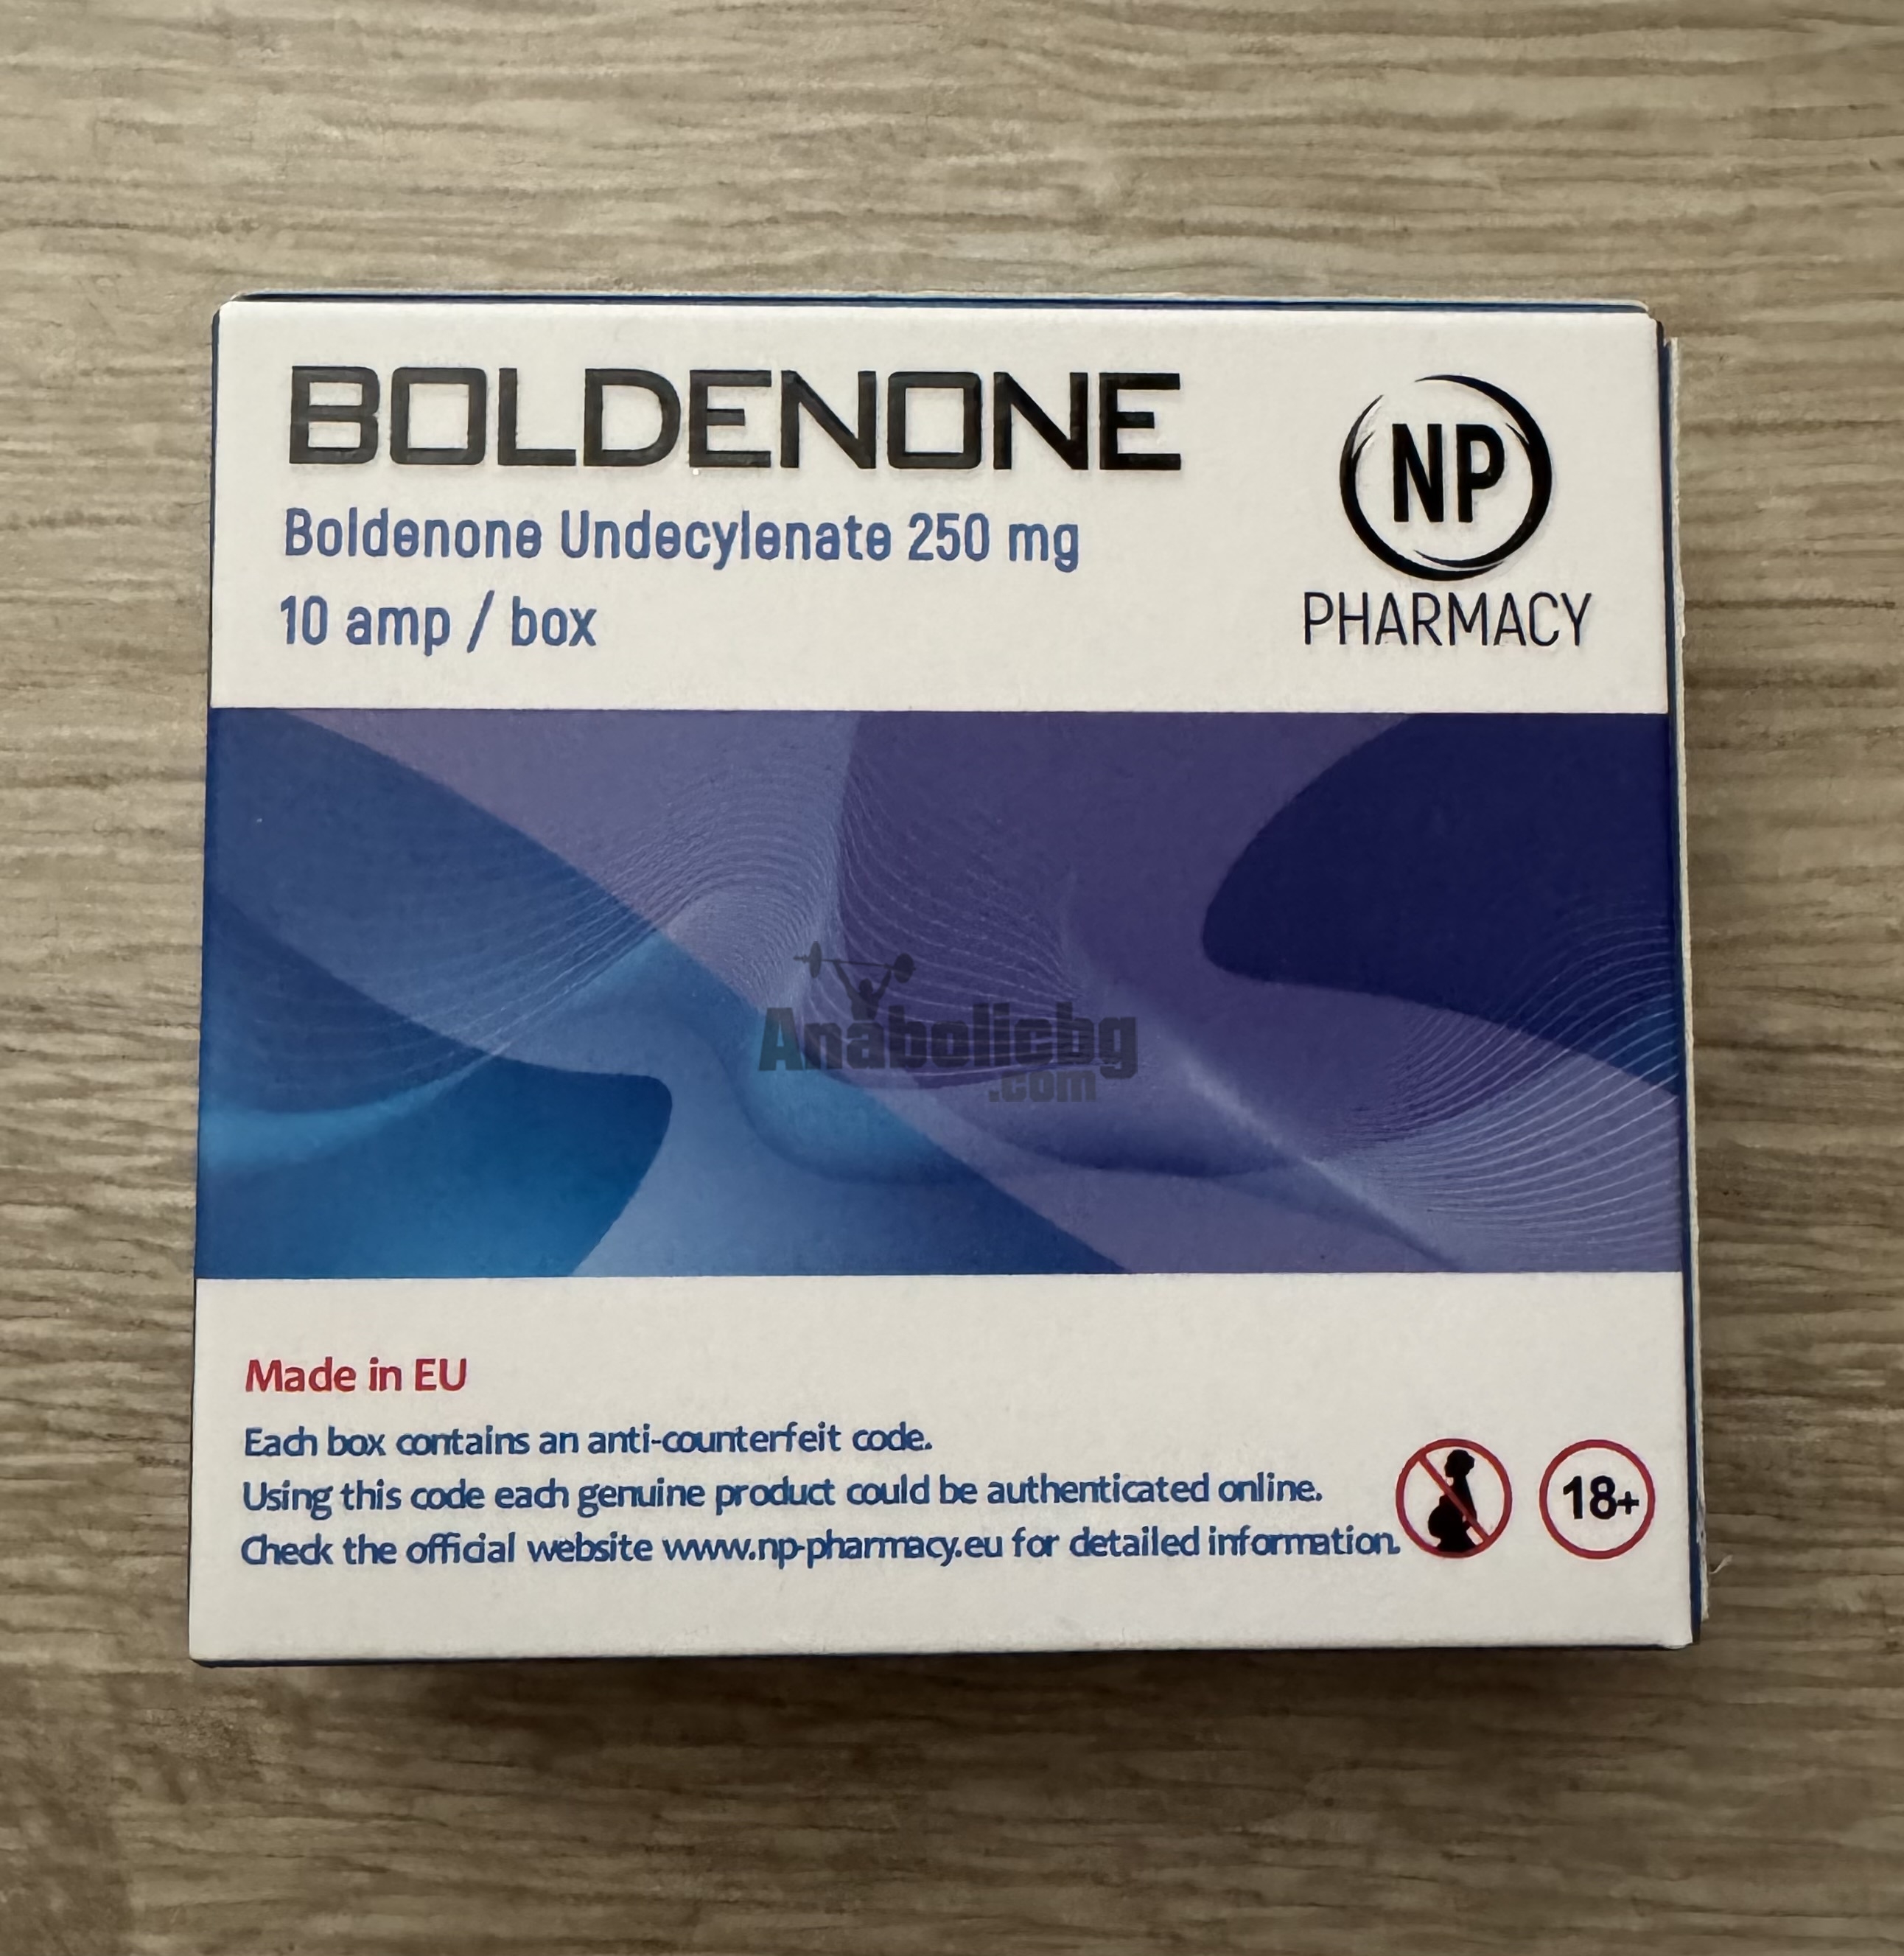 BOLDENONE
Boldenone Undecylenate 250 mg
10 amp / box
NP
PHARMACY
Anabolicbg
.com
Made in EU
Each box contains an anti-counterfeit code.
Using this code each genuine product could be authenticated online.
Check the official website www.np-pharmacy.eu for detailed information.
18+